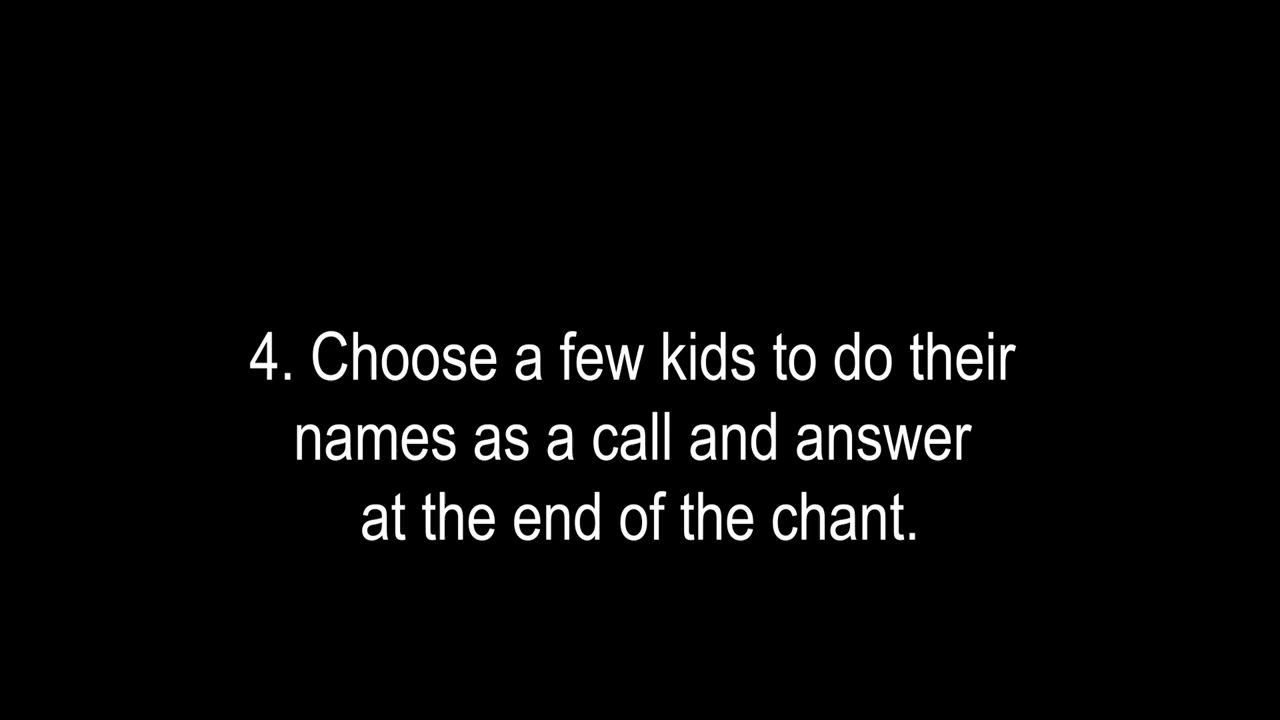 4. Choose a few kids to do their
names as a call and answer
at the end of the chant.